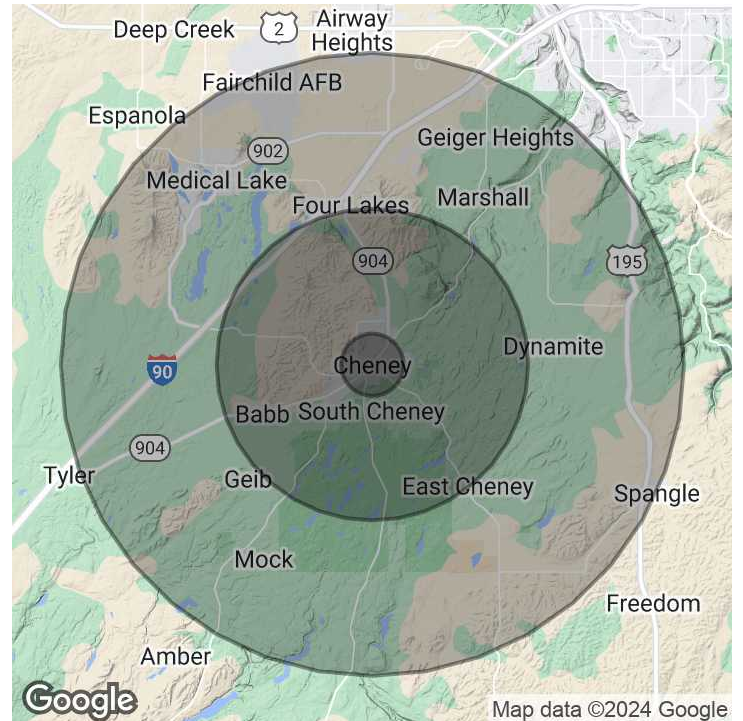 Deep Creek
2
Airway
Heights
Fairchild AFB
Espanola
902
Geiger Heights
Medical Lake
Marshall
Four Lakes
904
195
Dynamite
Cheney
90
Babb
South Cheney
904
Tyler
Geib
East Cheney
Spangle
Mock
Freedom
Amber
Google
Map data ©2024 Google